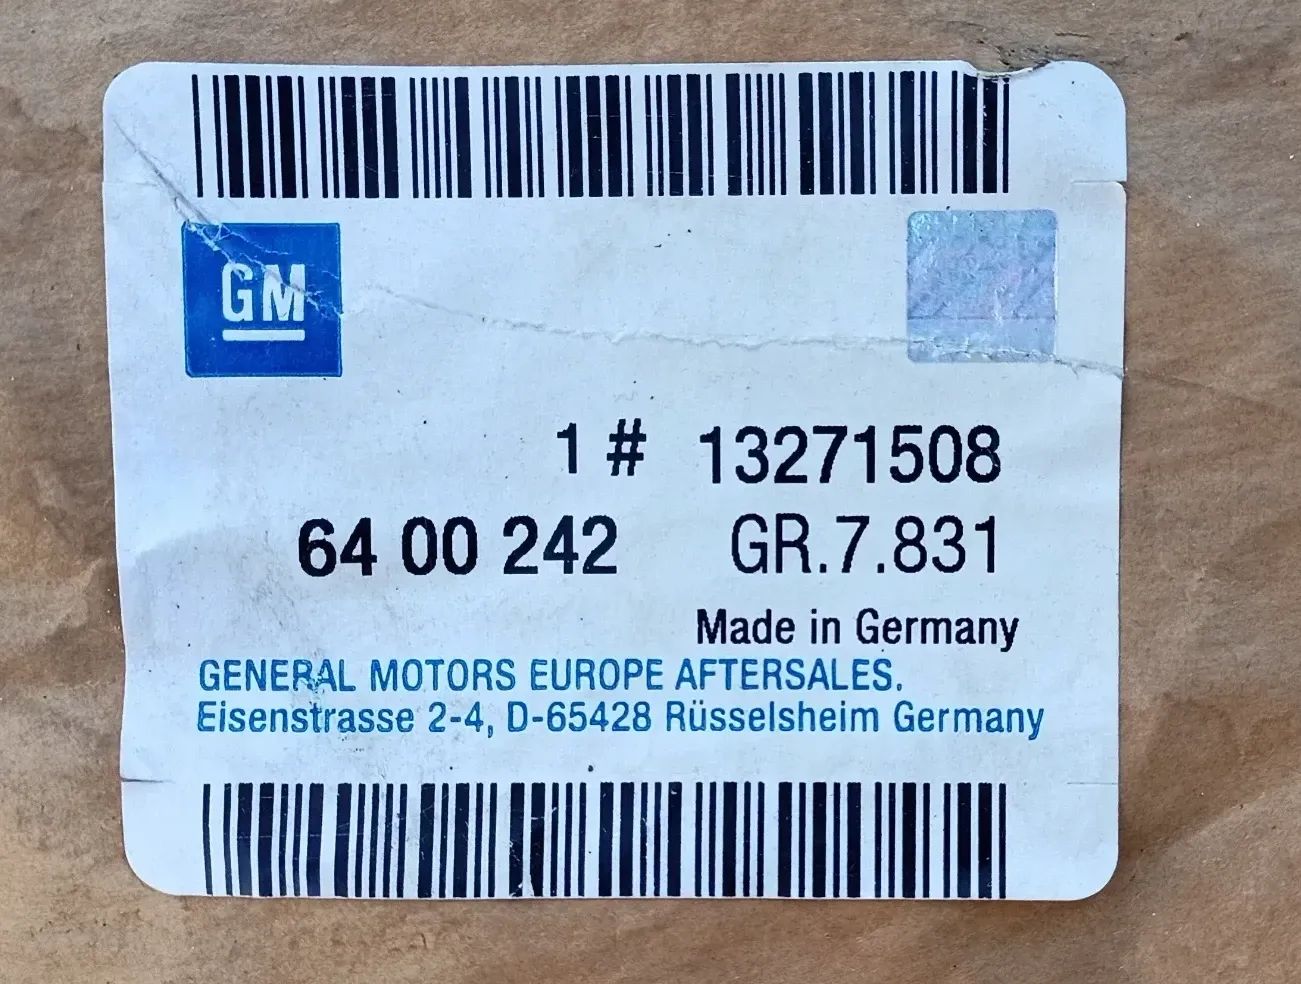 GM
1 # 13271508
64 00 242 GR.7.831
Made in Germany
GENERAL MOTORS EUROPE AFTERSALES.
Eisenstrasse 2-4, D-65428 Rüsselsheim Germany